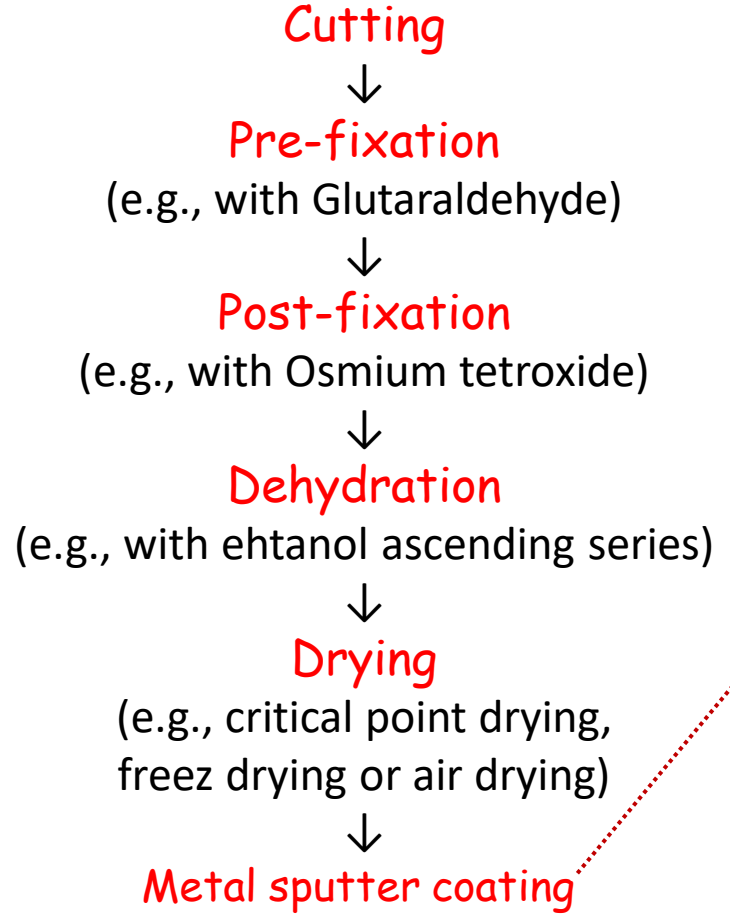 Cutting
↓
Pre-fixation
(e.g., with Glutaraldehyde)
↓
Post-fixation
(e.g., with Osmium tetroxide)
↓
Dehydration
(e.g., with ehtanol ascending series)
↓
Drying
(e.g., critical point drying,
freez drying or air drying)
↓
Metal sputter coating